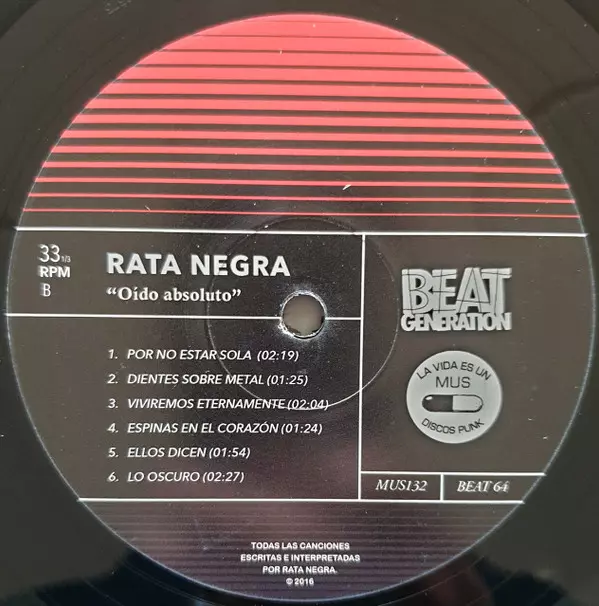 33 1/3
RPM
B
RATA NEGRA
“Oído absoluto”
1. POR NO ESTAR SOLA (02:19)
2. DIENTES SOBRE METAL (01:25)
3. VIVIREMOS ETERNAMENTE (02:04)
4. ESPINAS EN EL CORAZÓN (01:24)
5. ELLOS DICEN (01:54)
6. LO OSCURO (02:27)
BEAT
GENERATION
LA VIDA ES UN
MUS
DISCOS PUNK
MUS132
BEAT 64
TODAS LAS CANCIONES
ESCRITAS E INTERPRETADAS
POR RATA NEGRA.
© 2016